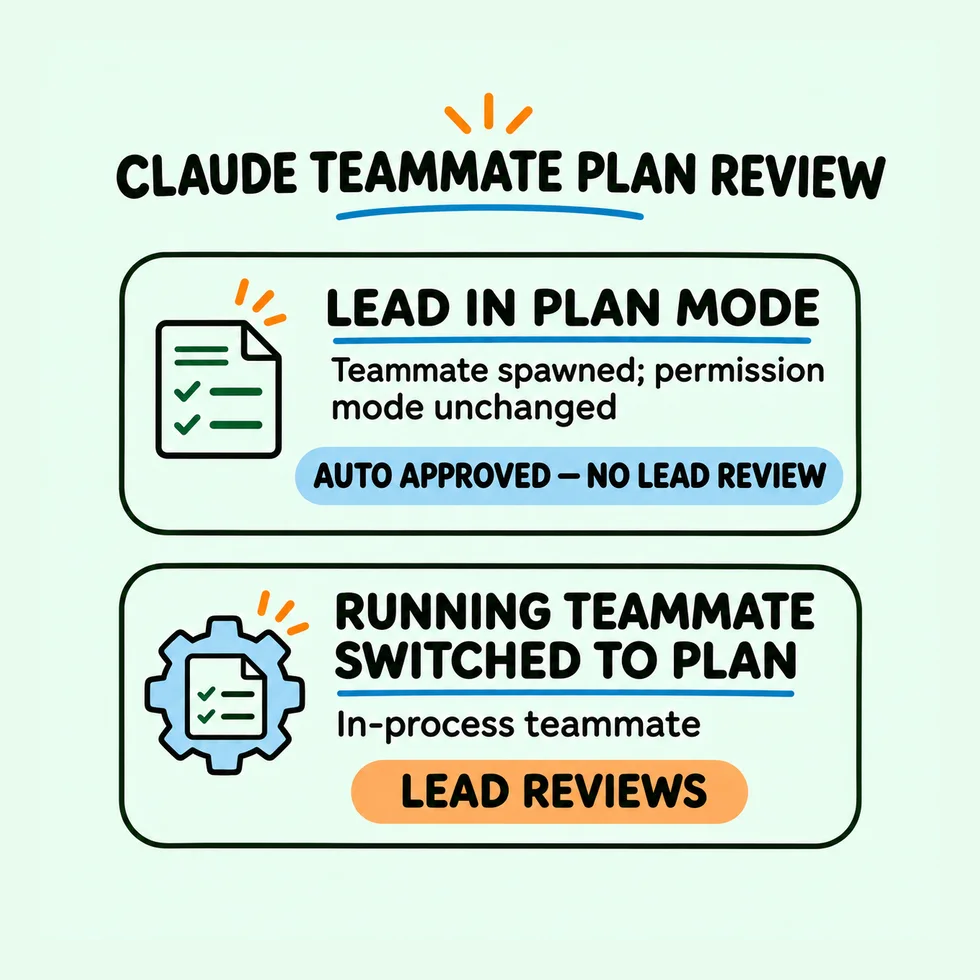 CLAUDE TEAMMATE PLAN REVIEW
LEAD IN PLAN MODE
Teammate spawned; permission
mode unchanged
AUTO APPROVED — NO LEAD REVIEW
RUNNING TEAMMATE
SWITCHED TO PLAN
In-process teammate
LEAD REVIEWS